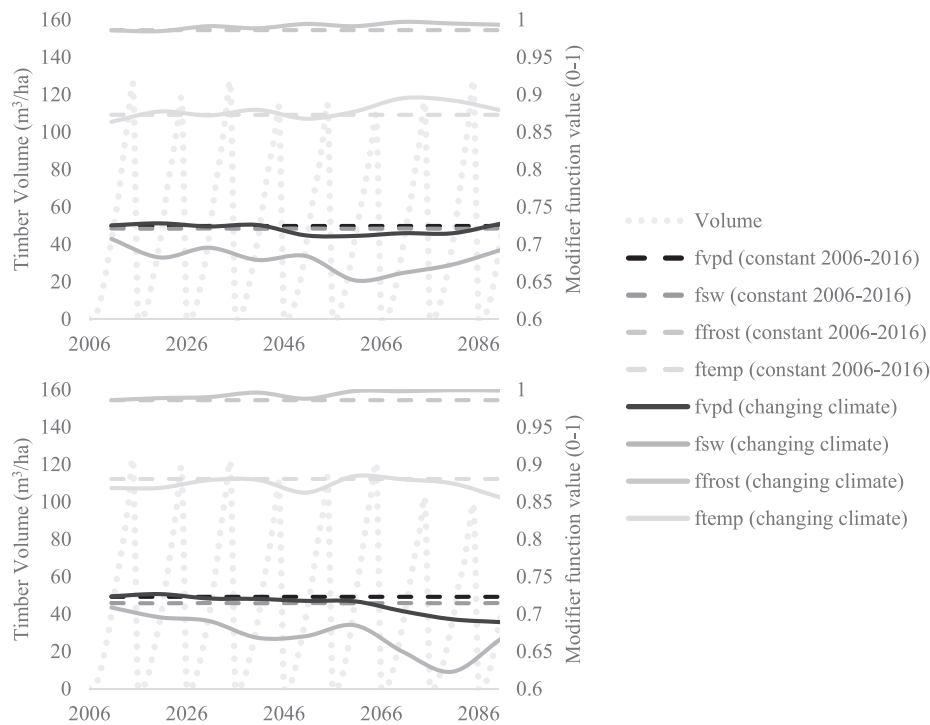 160
140
120
100
80
60
40
20
0
Timber Volume (m³/ha)
1
0.95
0.9
0.85
0.8
0.75
0.7
0.65
0.6
Modifier function value (0-1)
2006 2026 2046 2066 2086
Volume
fvpd (constant 2006-2016)
fsw (constant 2006-2016)
ffrost (constant 2006-2016)
ftemp (constant 2006-2016)
fvpd (changing climate)
fsw (changing climate)
ffrost (changing climate)
ftemp (changing climate)
160
140
120
100
80
60
40
20
0
Timber Volume (m³/ha)
1
0.95
0.9
0.85
0.8
0.75
0.7
0.65
0.6
Modifier function value (0-1)
2006 2026 2046 2066 2086